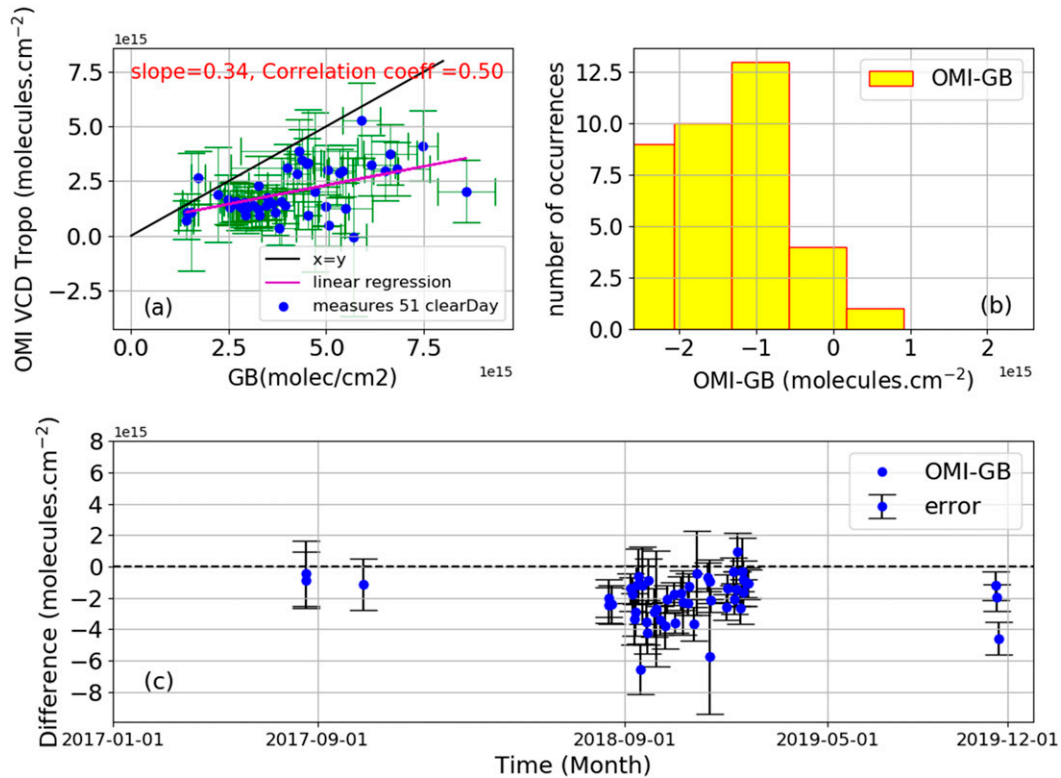 1e15
slope=0.34, Correlation coeff =0.50
OMI VCD Tropo (molecules.cm⁻²)
7.5
5.0
2.5
0.0
−2.5
(a)
x=y
linear regression
measures 51 clearDay
0.0 2.5 5.0 7.5
1e15
GB(molec/cm2)
number of occurrences
12.5
10.0
7.5
5.0
2.5
0.0
OMI-GB
(b)
−2 −1 0 1 2
1e15
OMI-GB (molecules.cm⁻²)
1e15
Difference (molecules.cm⁻²)
8
6
4
2
0
−2
−4
−6
−8
OMI-GB
error
(c)
2017-01-01 2017-09-01 2018-09-01 2019-05-01 2019-12-01
Time (Month)